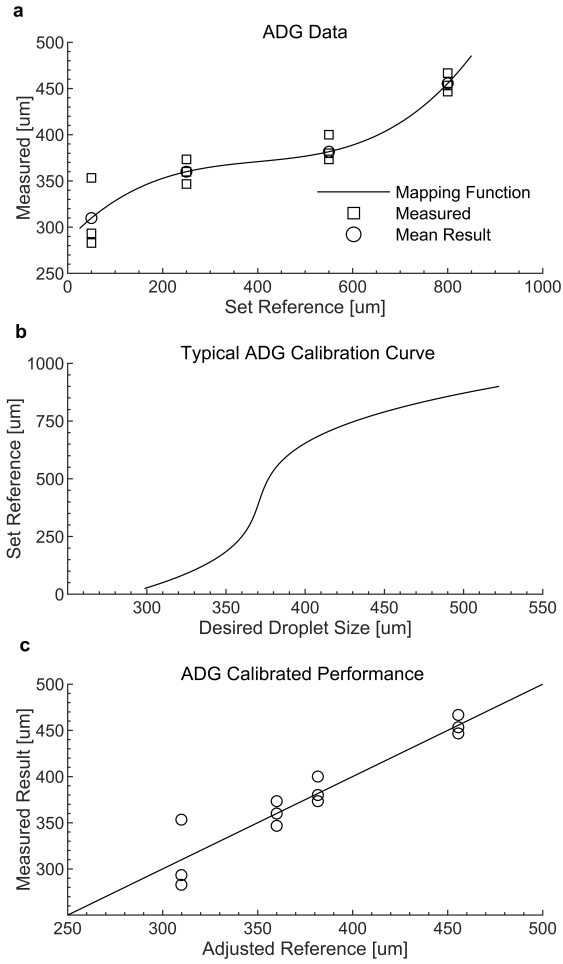 a
ADG Data
500
450
400
350
300
250
Measured [um]
Mapping Function
Measured
Mean Result
0 200 400 600 800 1000
Set Reference [um]
b
Typical ADG Calibration Curve
1000
750
500
250
0
Set Reference [um]
300 350 400 450 500 550
Desired Droplet Size [um]
c
ADG Calibrated Performance
500
450
400
350
300
Measured Result [um]
250 300 350 400 450 500
Adjusted Reference [um]